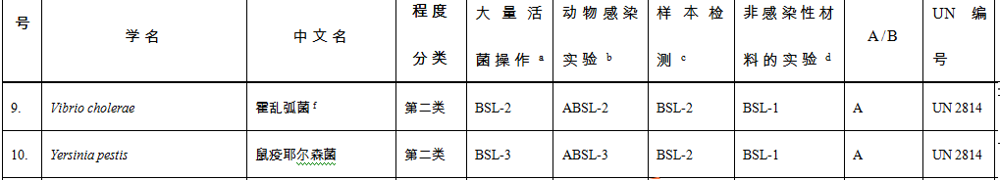 号 学名 中文名 程度分类 大量活菌操作 a 动物感染实验 b 样本检测 c 非感染性材料的实验 d A/B UN 编号
9. Vibrio cholerae 霍乱弧菌 f 第二类 BSL-2 ABSL-2 BSL-2 BSL-1 A UN 2814
10. Yersinia pestis 鼠疫耶尔森菌 第二类 BSL-3 ABSL-3 BSL-2 BSL-1 A UN 2814